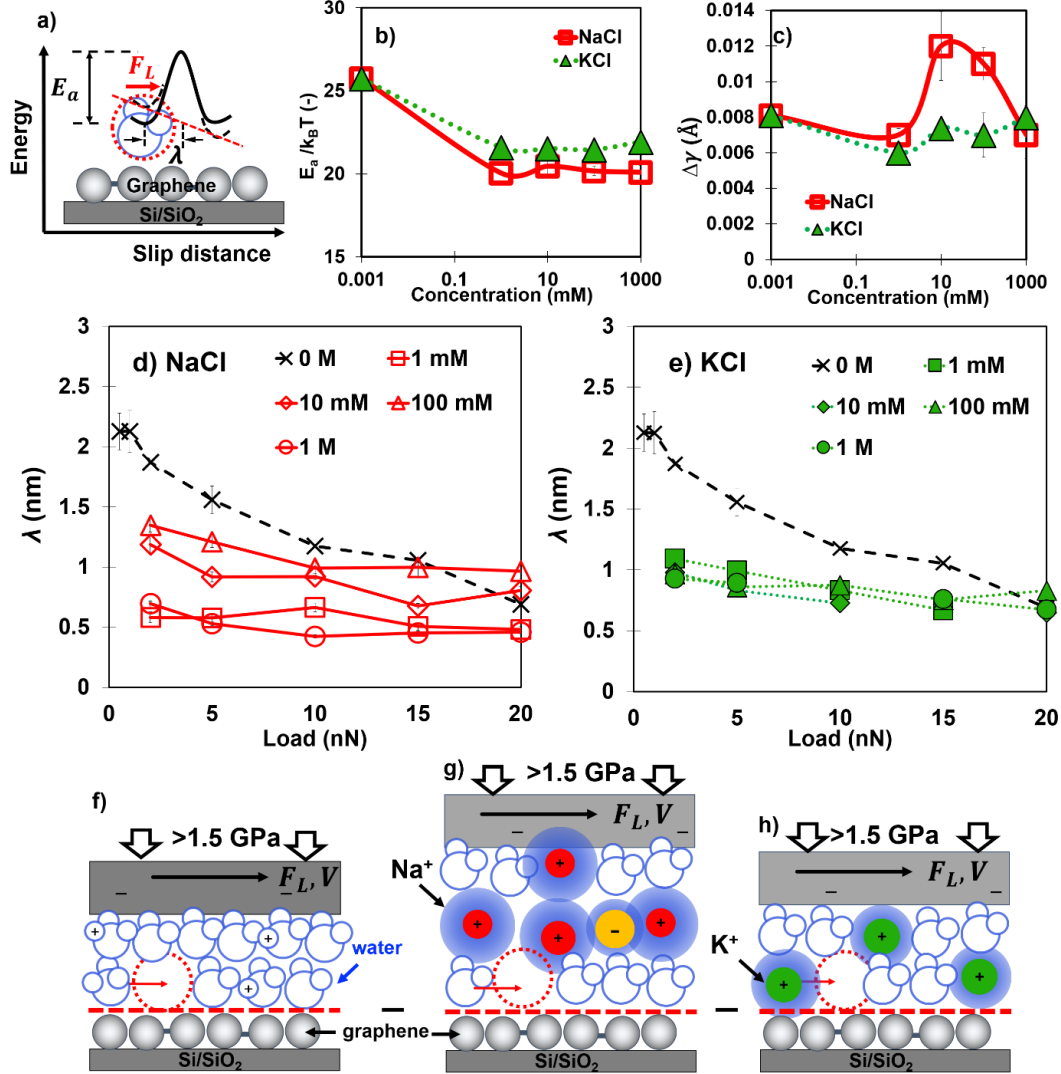 a)
Energy
E_a
F_L
λ
Graphene
Si/SiO2
Slip distance
b)
NaCl
KCl
E_a /k_BT (-)
30
25
20
15
0.001 0.1 10 1000
Concentration (mM)
c)
Δγ (Å)
0.014
0.012
0.01
0.008
0.006
0.004
0.002
0
NaCl
KCl
0.001 0.1 10 1000
Concentration (mM)
d) NaCl
0 M 1 mM
10 mM 100 mM
1 M
λ (nm)
3
2.5
2
1.5
1
0.5
0
0 5 10 15 20
Load (nN)
e) KCl
0 M 1 mM
10 mM 100 mM
1 M
λ (nm)
3
2.5
2
1.5
1
0.5
0
0 5 10 15 20
Load (nN)
f)
>1.5 GPa
F_L, V
water
graphene
Si/SiO2
g)
>1.5 GPa
F_L, V
Na+
Si/SiO2
h)
>1.5 GPa
F_L, V
K+
Si/SiO2